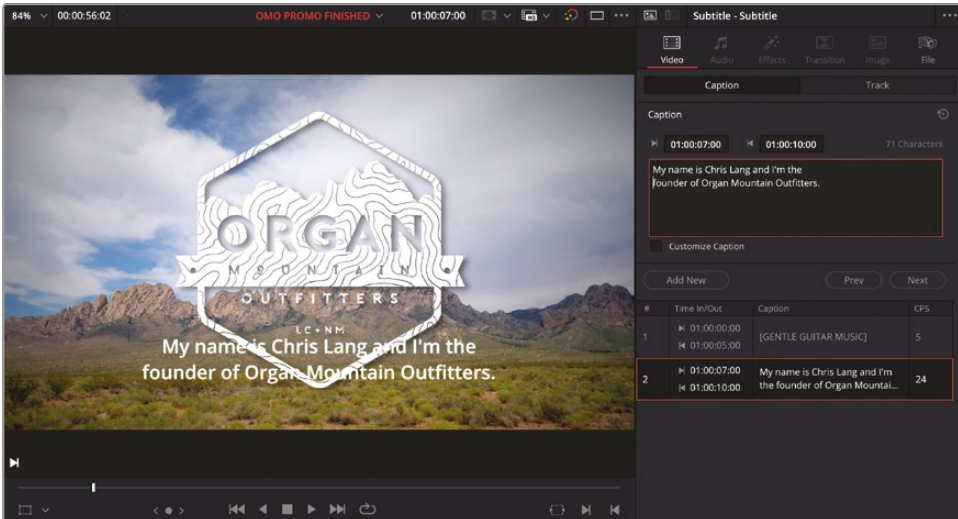 84% 00:00:56:02 OMO PROMO FINISHED 01:00:07:00
Subtitle - Subtitle
Video Audio Effects Transition Image File
Caption Track
Caption
01:00:07:00 01:00:10:00 71 Characters
My name is Chris Lang and I'm the
founder of Organ Mountain Outfitters.
Customize Caption
Add New Prev Next
# Time In/Out Caption CPS
1 01:00:00:00 01:00:05:00 [GENTLE GUITAR MUSIC] 5
2 01:00:07:00 01:00:10:00 My name is Chris Lang and I'm
the founder of Organ Mountai... 24
ORGAN
MOUNTAIN
OUTFITTERS
LC+NM
My name is Chris Lang and I'm the
founder of Organ Mountain Outfitters.